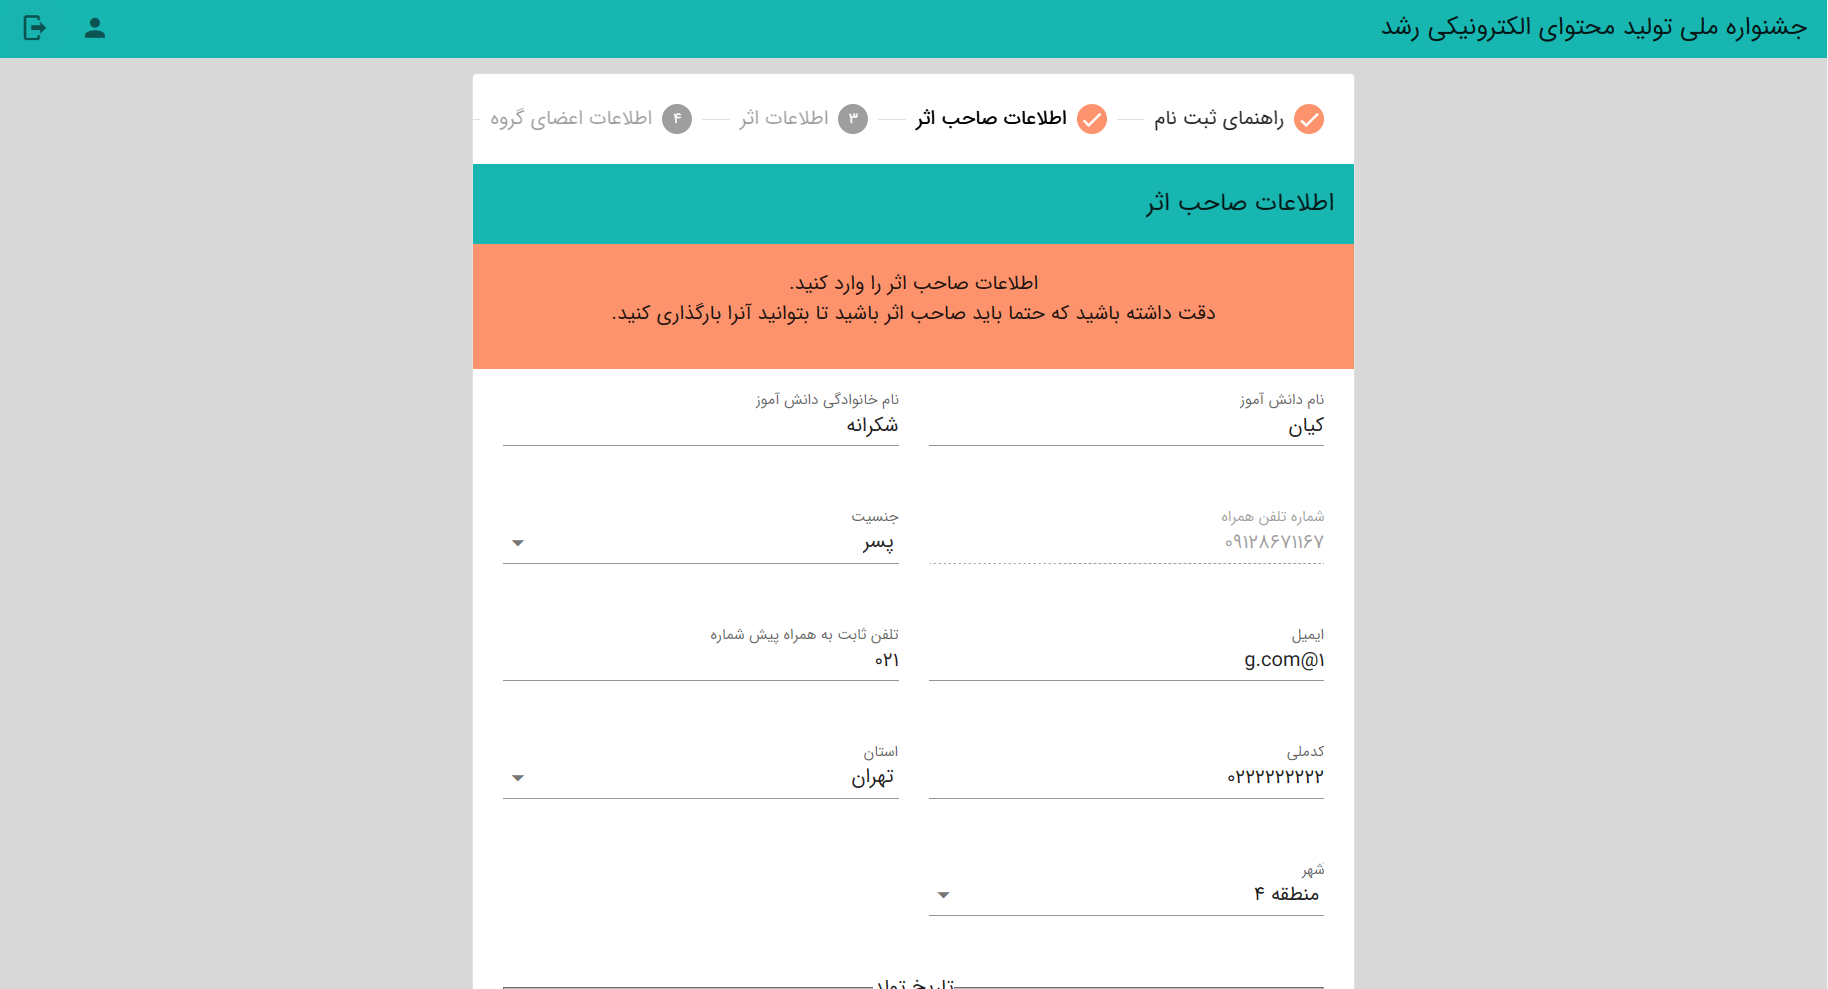 جشنواره ملی تولید محتوای الکترونیکی رشد
راهنمای ثبت نام
اطلاعات صاحب اثر
۳ اطلاعات اثر
۴ اطلاعات اعضای گروه
اطلاعات صاحب اثر
اطلاعات صاحب اثر را وارد کنید.
دقت داشته باشید که حتما باید صاحب اثر باشید تا بتوانید آنرا بارگذاری کنید.
نام دانش آموز
کیان
نام خانوادگی دانش آموز
شکرانه
شماره تلفن همراه
۰۹۱۲۸۶۷۱۱۶۷
جنسیت
پسر
ایمیل
g.com@۱
تلفن ثابت به همراه پیش شماره
۰۲۱
کدملی
۰۲۲۲۲۲۲۲۲۲
استان
تهران
شهر
منطقه ۴
تاریخ تولد